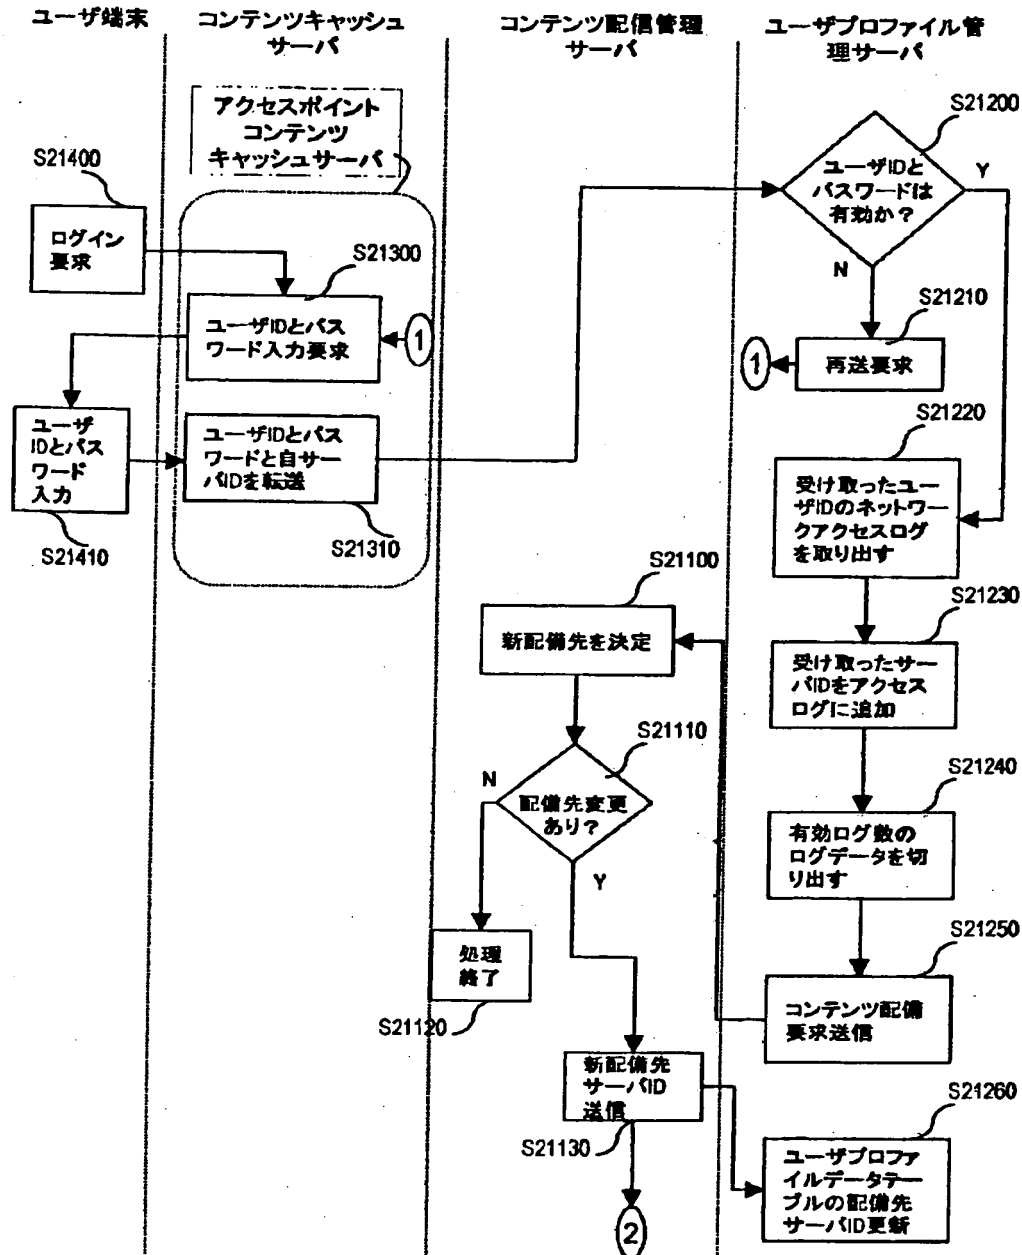 ユーザ端末
コンテンツキャッシュ
サーバ
コンテンツ配信管理
サーバ
ユーザプロファイル管
理サーバ
アクセスポイント
コンテンツ
キャッシュサーバ
S21400
ログイン
要求
S21300
ユーザIDとパス
ワード入力要求
1
ユーザ
IDとパス
ワード
入力
S21410
ユーザIDとパス
ワードと自サー
バIDを転送
S21310
S21200
ユーザIDと
パスワードは
有効か?
Y
N
S21210
再送要求
1
S21220
受け取ったユー
ザIDのネットワー
クアクセスログ
を取り出す
S21230
受け取ったサー
バIDをアクセス
ログに追加
S21240
有効ログ数の
ログデータを切
り出す
S21250
コンテンツ配備
要求送信
S21100
新配備先を決定
S21110
配備先変更
あり?
N
Y
処理
終了
S21120
新配備先
サーバID
送信
S21130
2
S21260
ユーザプロファ
イルデータテー
ブルの配備先
サーバID更新